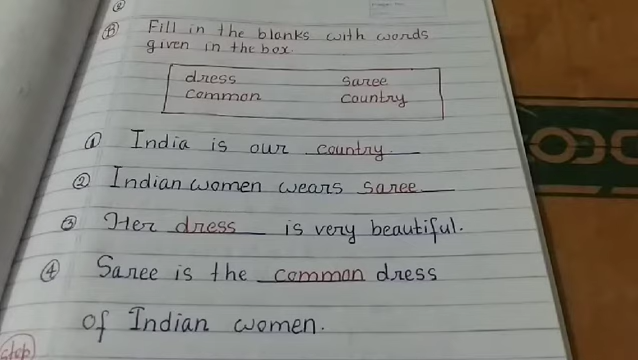 B Fill in the blanks with words
given in the box.
dress saree
common country
1 India is our country.
2 Indian women wears saree
3 Her dress is very beautiful.
4 Saree is the common dress
of Indian women.
Stop